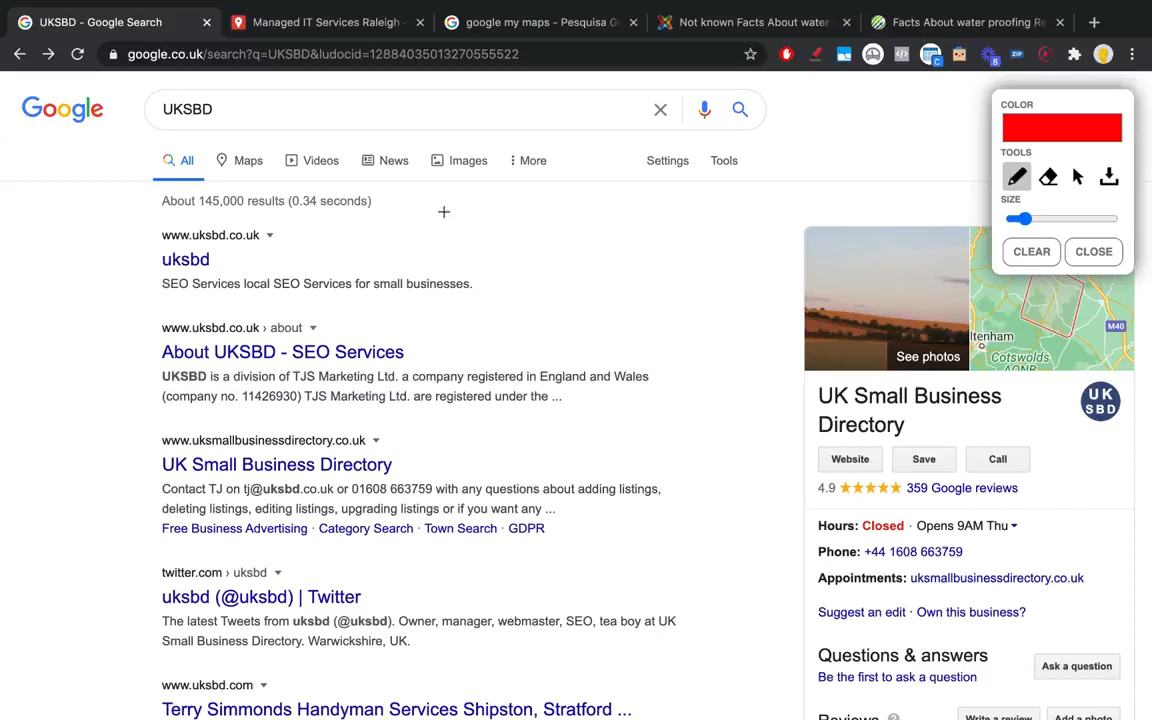 UKSBD - Google Search
Managed IT Services Raleigh
google my maps - Pesquisa G
Not known Facts About water
Facts About water proofing Re
google.co.uk/search?q=UKSBD&ludocid=12884035013270555522
C
8
ZIP
Google
UKSBD
All
Maps
Videos
News
Images
More
Settings
Tools
About 145,000 results (0.34 seconds)
www.uksbd.co.uk
uksbd
SEO Services local SEO Services for small businesses.
www.uksbd.co.uk › about
About UKSBD - SEO Services
UKSBD is a division of TJS Marketing Ltd. a company registered in England and Wales
(company no. 11426930) TJS Marketing Ltd. are registered under the ...
www.uksmallbusinessdirectory.co.uk
UK Small Business Directory
Contact TJ on tj@uksbd.co.uk or 01608 663759 with any questions about adding listings,
deleting listings, editing listings, upgrading listings or if you want any ...
Free Business Advertising · Category Search · Town Search · GDPR
twitter.com › uksbd
uksbd (@uksbd) | Twitter
The latest Tweets from uksbd (@uksbd). Owner, manager, webmaster, SEO, tea boy at UK
Small Business Directory. Warwickshire, UK.
www.uksbd.com
Terry Simmonds Handyman Services Shipston, Stratford ...
COLOR
TOOLS
SIZE
CLEAR
CLOSE
M40
ltenham
Cotswolds
AONB
See photos
UK Small Business
Directory
UK
SBD
Website
Save
Call
4.9 ★★★★★ 359 Google reviews
Hours: Closed · Opens 9AM Thu
Phone: +44 1608 663759
Appointments: uksmallbusinessdirectory.co.uk
Suggest an edit · Own this business?
Questions & answers
Be the first to ask a question
Ask a question
Reviews
Write a review
Add a photo